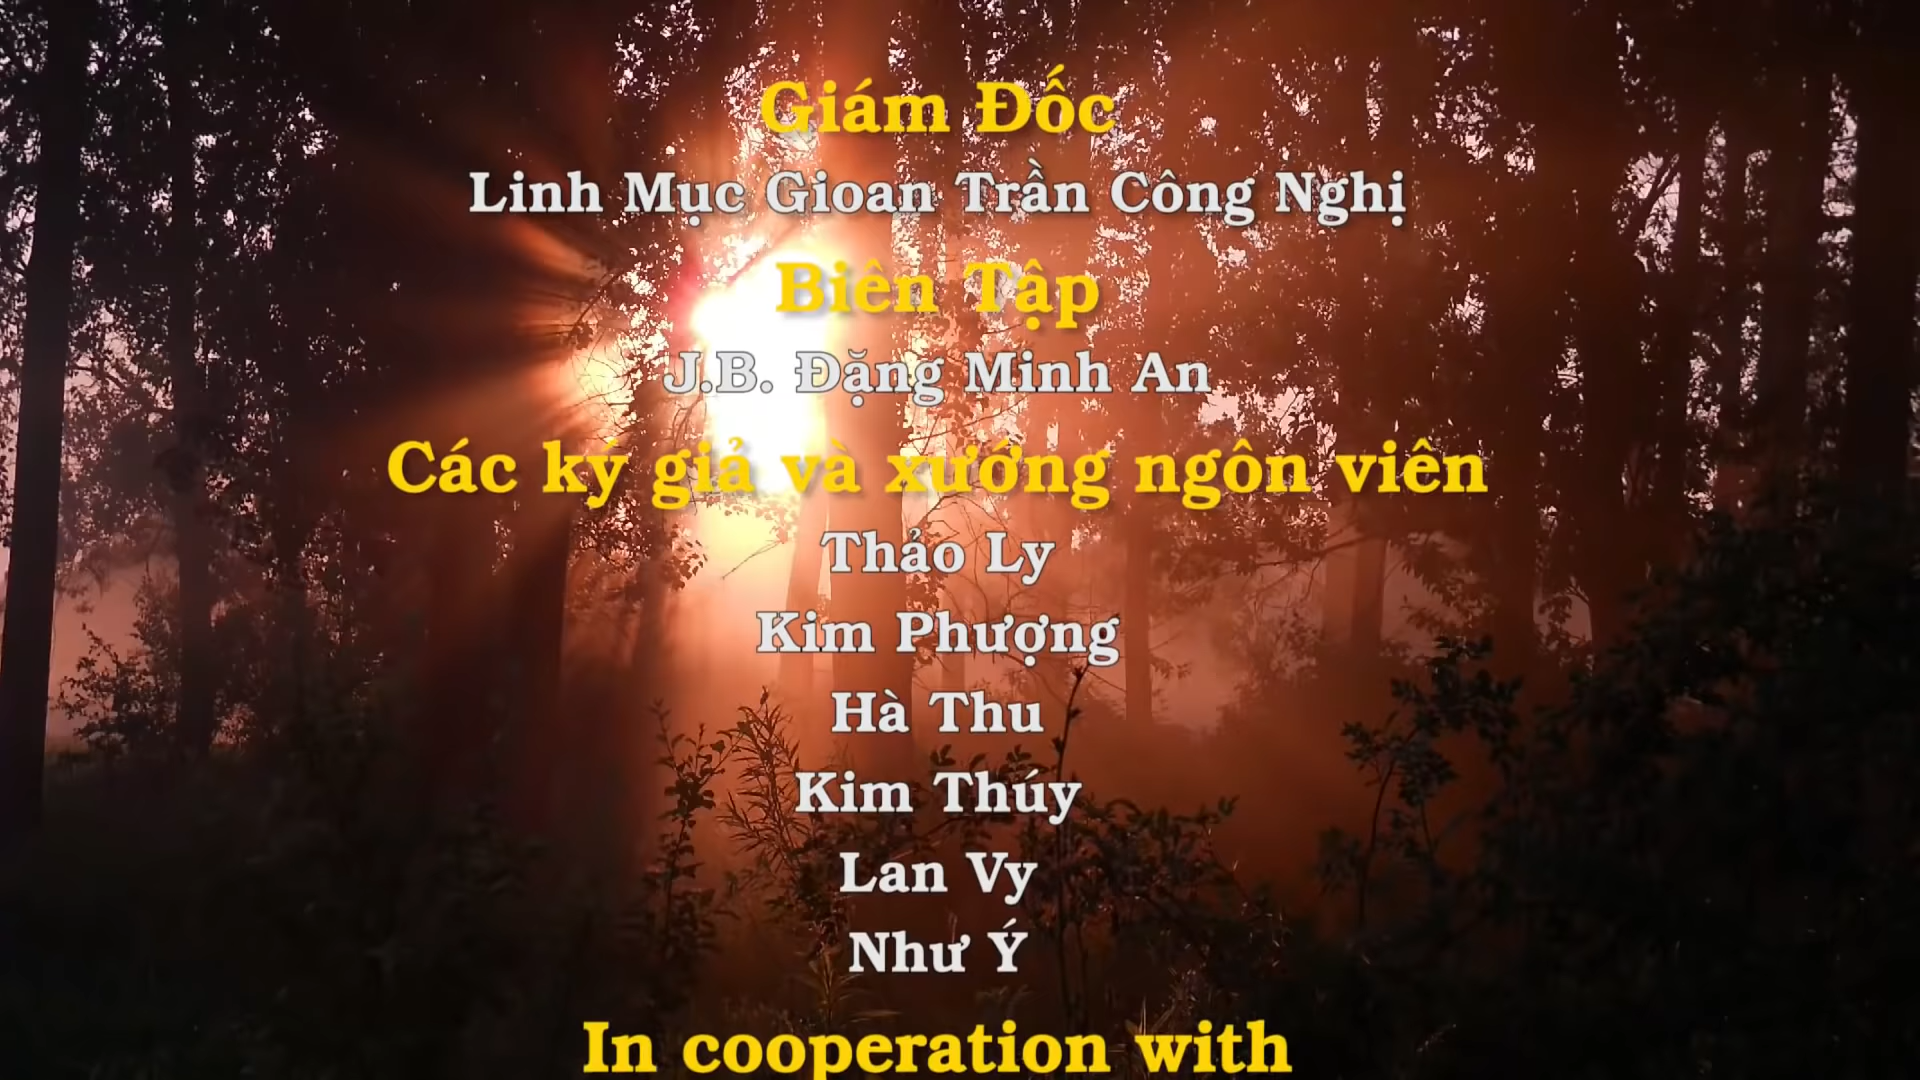 Giám Đốc
Linh Mục Gioan Trần Công Nghị
Biên Tập
J.B. Đặng Minh An
Các ký giả và xướng ngôn viên
Thảo Ly
Kim Phượng
Hà Thu
Kim Thúy
Lan Vy
Như Ý
In cooperation with